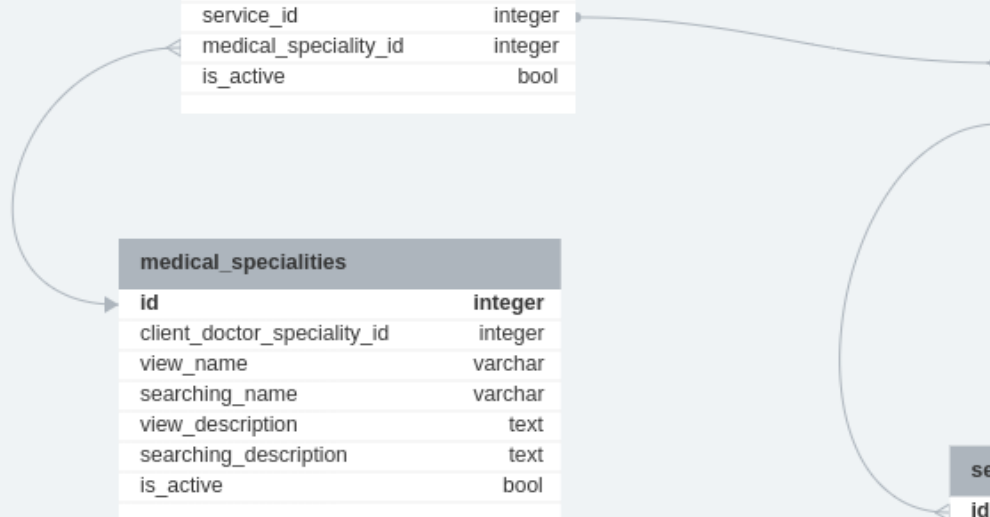 service_id integer
medical_speciality_id integer
is_active bool
medical_specialities
id integer
client_doctor_speciality_id integer
view_name varchar
searching_name varchar
view_description text
searching_description text
is_active bool
se
id